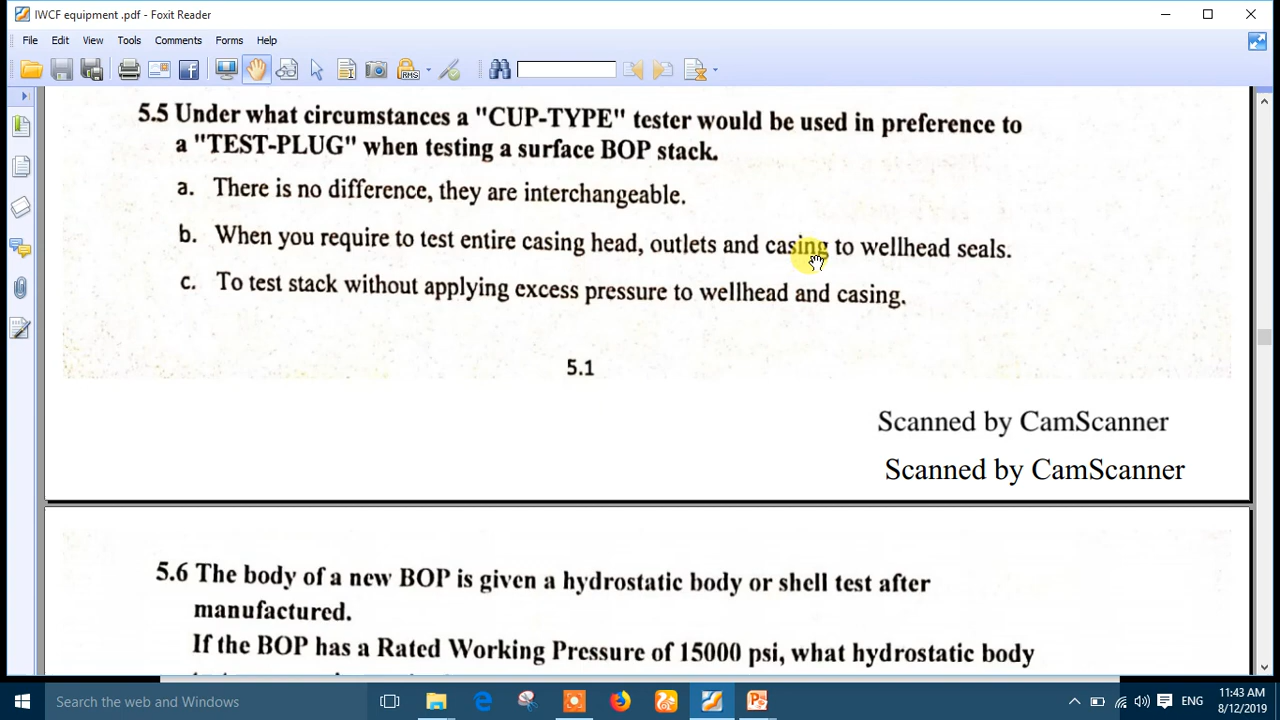 IWCF equipment .pdf - Foxit Reader
File Edit View Tools Comments Forms Help
5.5 Under what circumstances a "CUP-TYPE" tester would be used in preference to
a "TEST-PLUG" when testing a surface BOP stack.
a. There is no difference, they are interchangeable.
b. When you require to test entire casing head, outlets and casing to wellhead seals.
c. To test stack without applying excess pressure to wellhead and casing.
5.1
Scanned by CamScanner
Scanned by CamScanner
5.6 The body of a new BOP is given a hydrostatic body or shell test after
manufactured.
If the BOP has a Rated Working Pressure of 15000 psi, what hydrostatic body
Search the web and Windows
ENG
11:43 AM
8/12/2019